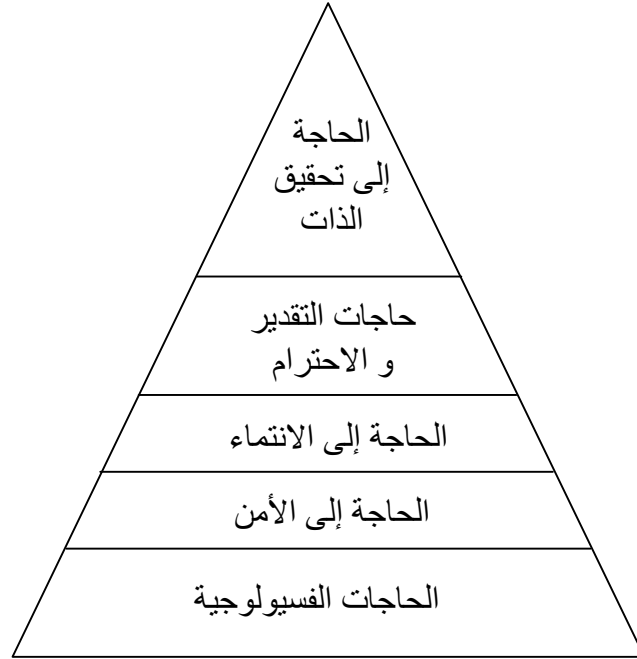 الحاجة
إلى تحقيق
الذات
حاجات التقدير
و الاحترام
الحاجة إلى الانتماء
الحاجة إلى الأمن
الحاجات الفسيولوجية